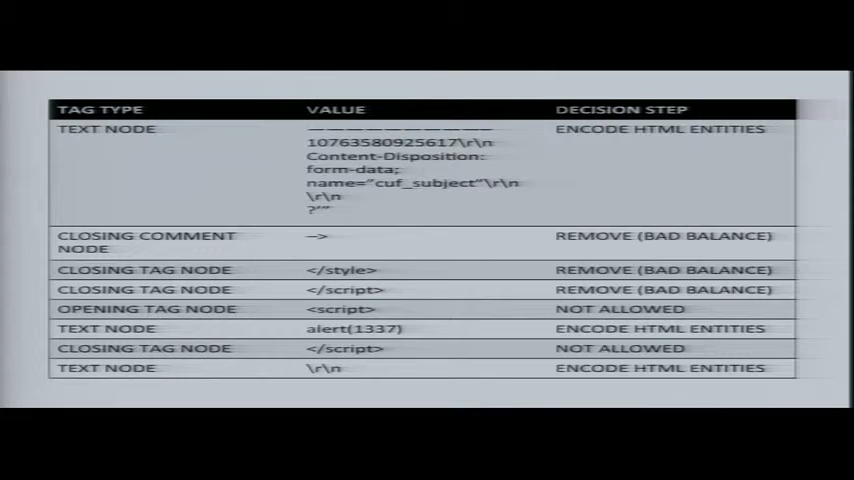 TAG TYPE VALUE DECISION STEP
TEXT NODE — — — — — — — — — — ENCODE HTML ENTITIES
10763580925617\r\n
Content-Disposition:
form-data;
name="cuf_subject"\r\n
\r\n
?'"
CLOSING COMMENT NODE –> REMOVE (BAD BALANCE)
CLOSING TAG NODE </style> REMOVE (BAD BALANCE)
CLOSING TAG NODE </script> REMOVE (BAD BALANCE)
OPENING TAG NODE <script> NOT ALLOWED
TEXT NODE alert(1337) ENCODE HTML ENTITIES
CLOSING TAG NODE </script> NOT ALLOWED
TEXT NODE \r\n ENCODE HTML ENTITIES